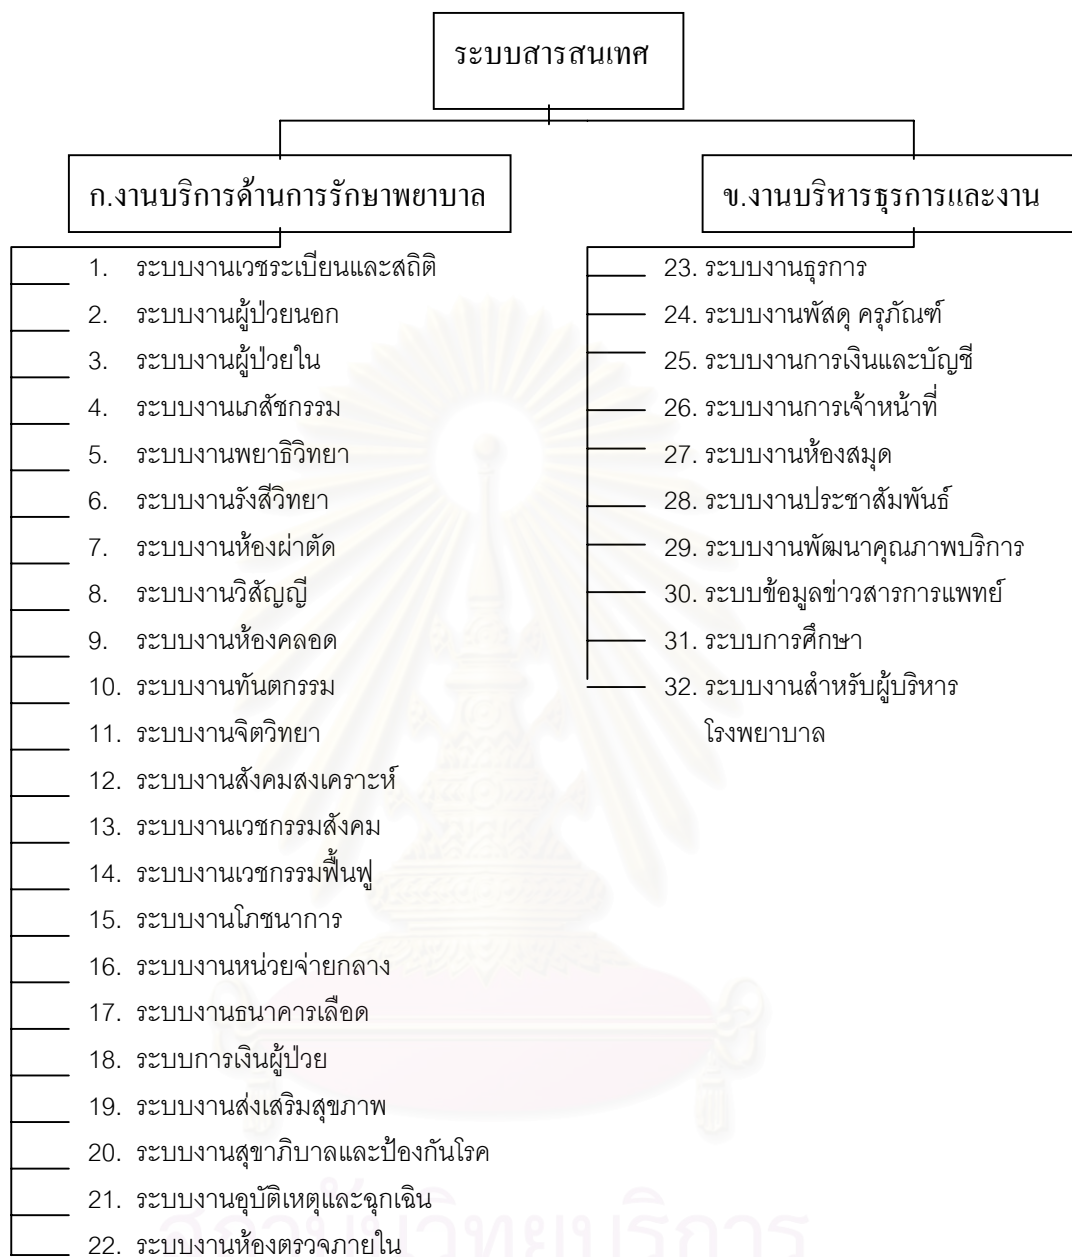 ระบบสารสนเทศ
ก.งานบริการด้านการรักษาพยาบาล
1. ระบบงานเวชระเบียนและสถิติ
2. ระบบงานผู้ป่วยนอก
3. ระบบงานผู้ป่วยใน
4. ระบบงานเภสัชกรรม
5. ระบบงานพยาธิวิทยา
6. ระบบงานรังสีวิทยา
7. ระบบงานห้องผ่าตัด
8. ระบบงานวิสัญญี
9. ระบบงานห้องคลอด
10. ระบบงานทันตกรรม
11. ระบบงานจิตวิทยา
12. ระบบงานสังคมสงเคราะห์
13. ระบบงานเวชกรรมสังคม
14. ระบบงานเวชกรรมฟื้นฟู
15. ระบบงานโภชนาการ
16. ระบบงานหน่วยจ่ายกลาง
17. ระบบงานธนาคารเลือด
18. ระบบการเงินผู้ป่วย
19. ระบบงานส่งเสริมสุขภาพ
20. ระบบงานสุขาภิบาลและป้องกันโรค
21. ระบบงานอุบัติเหตุและฉุกเฉิน
22. ระบบงานห้องตรวจภายใน
ข.งานบริหารธุรการและงาน
23. ระบบงานธุรการ
24. ระบบงานพัสดุ ครุภัณฑ์
25. ระบบงานการเงินและบัญชี
26. ระบบงานการเจ้าหน้าที่
27. ระบบงานห้องสมุด
28. ระบบงานประชาสัมพันธ์
29. ระบบงานพัฒนาคุณภาพบริการ
30. ระบบข้อมูลข่าวสารการแพทย์
31. ระบบการศึกษา
32. ระบบงานสำหรับผู้บริหาร
โรงพยาบาล
สถาบันวิทยบริการ